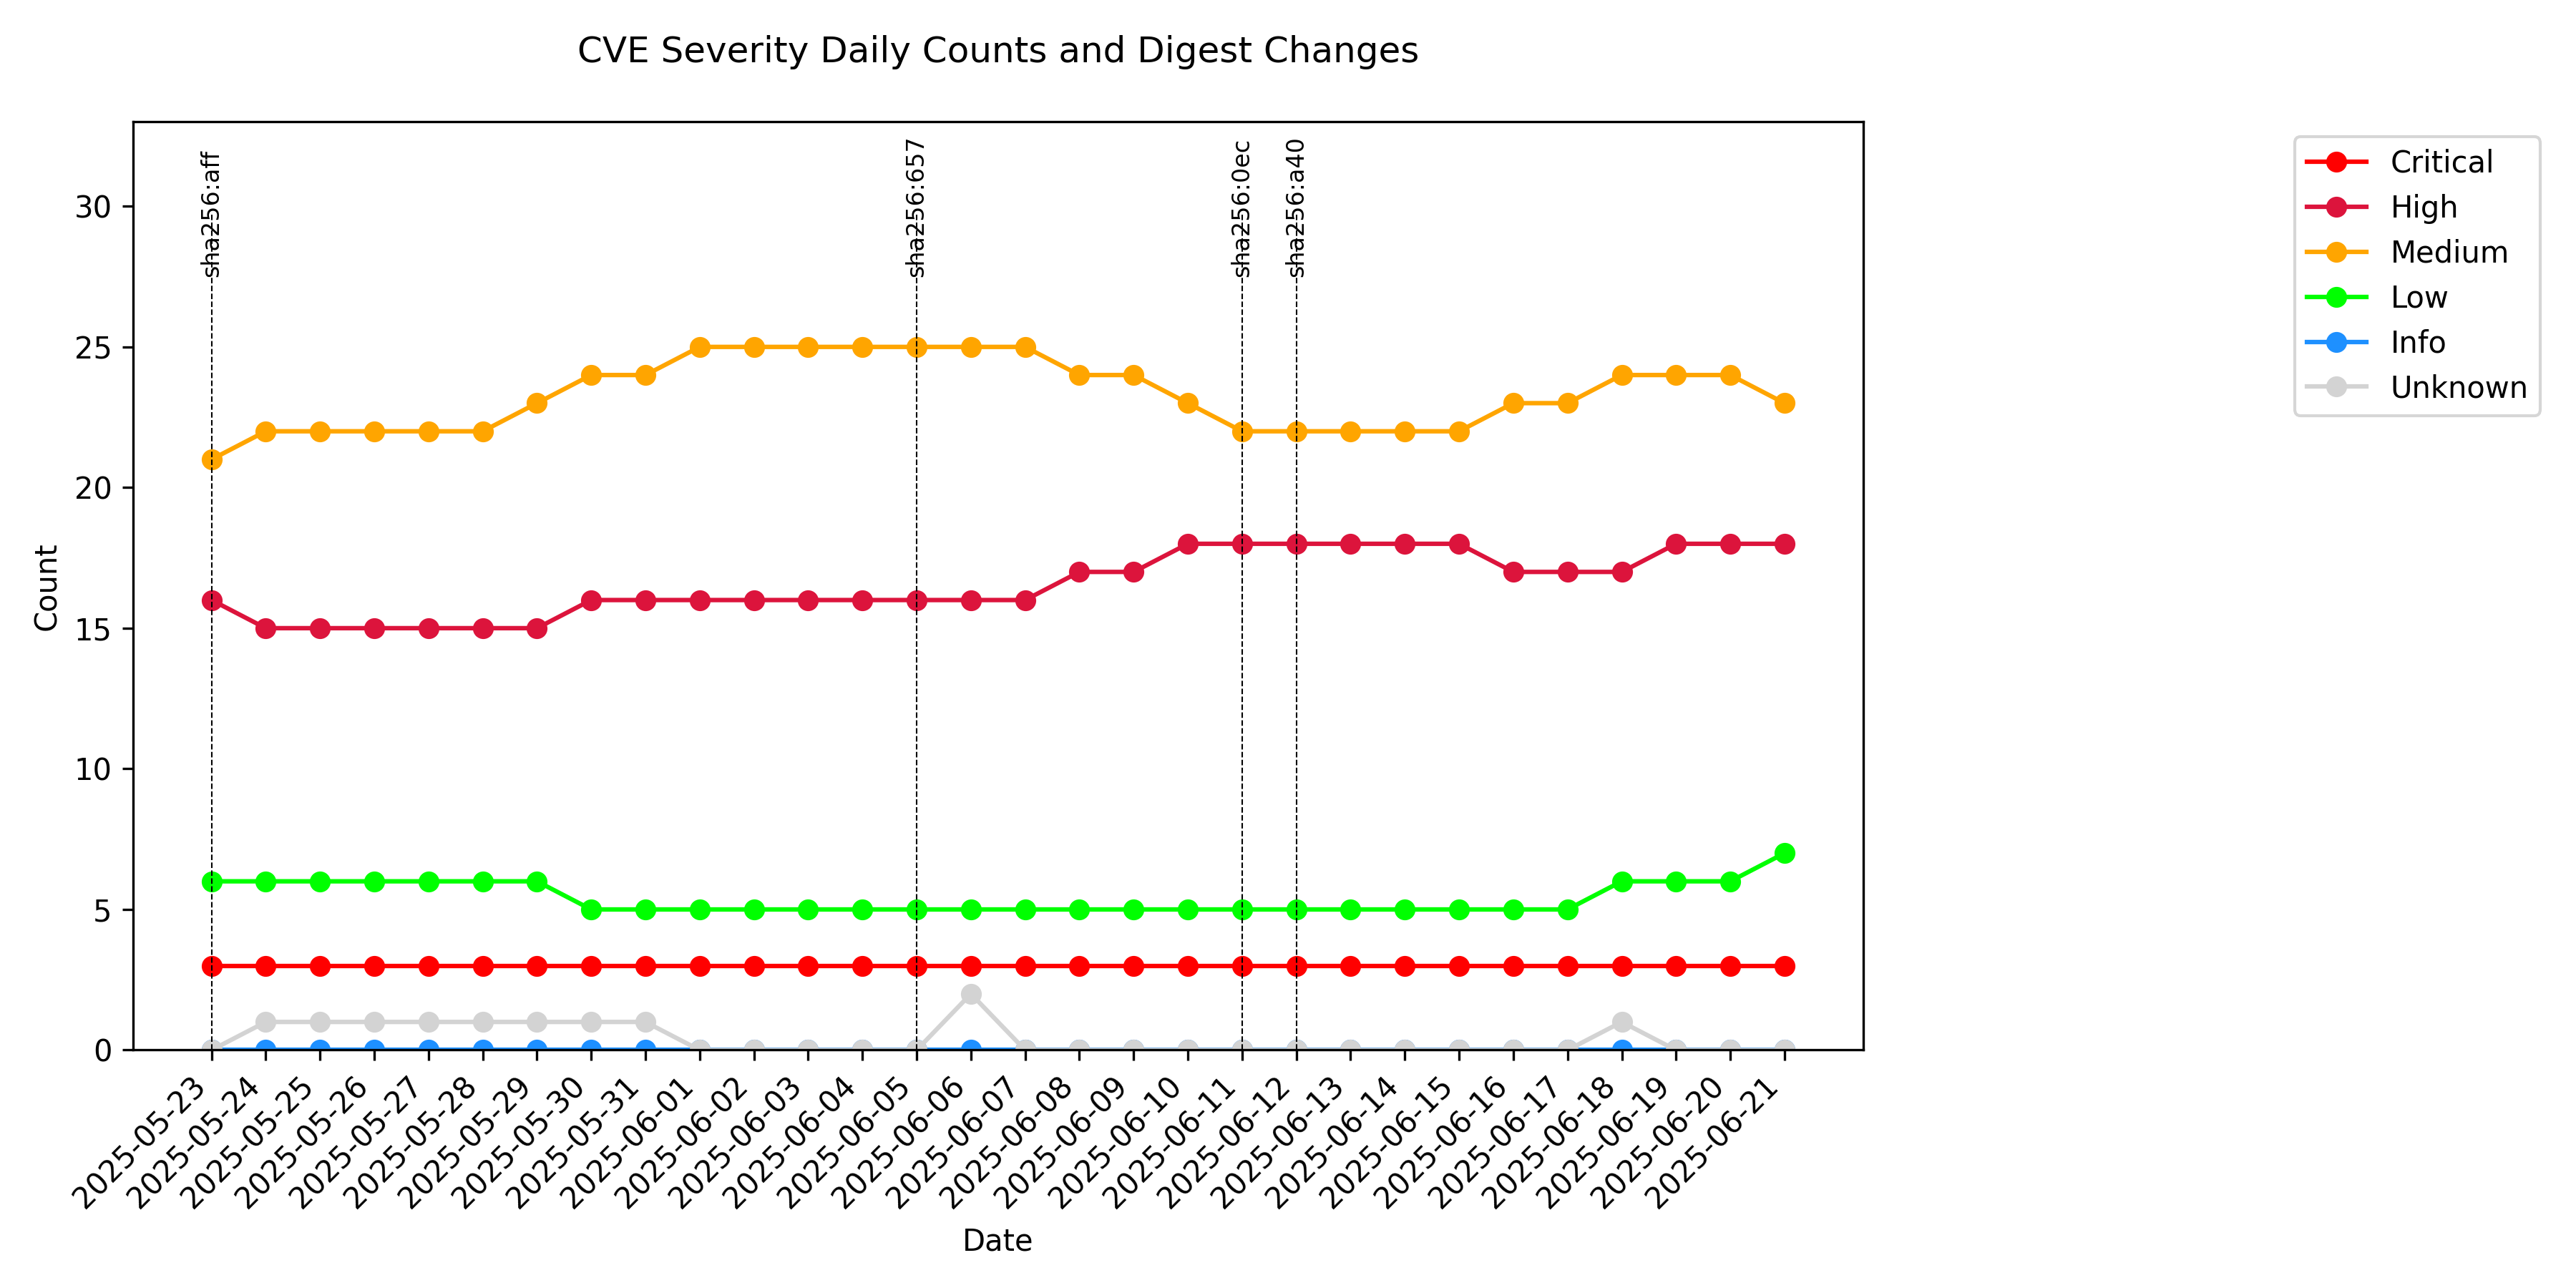 CVE Severity Daily Counts and Digest Changes
sha256:aff
sha256:657
sha256:0ec
sha256:a40
Critical
High
Medium
Low
Info
Unknown
Count
30
25
20
15
10
5
0
2025-05-23
2025-05-24
2025-05-25
2025-05-26
2025-05-27
2025-05-28
2025-05-29
2025-05-30
2025-05-31
2025-06-01
2025-06-02
2025-06-03
2025-06-04
2025-06-05
2025-06-06
2025-06-07
2025-06-08
2025-06-09
2025-06-10
2025-06-11
2025-06-12
2025-06-13
2025-06-14
2025-06-15
2025-06-16
2025-06-17
2025-06-18
2025-06-19
2025-06-20
2025-06-21
Date